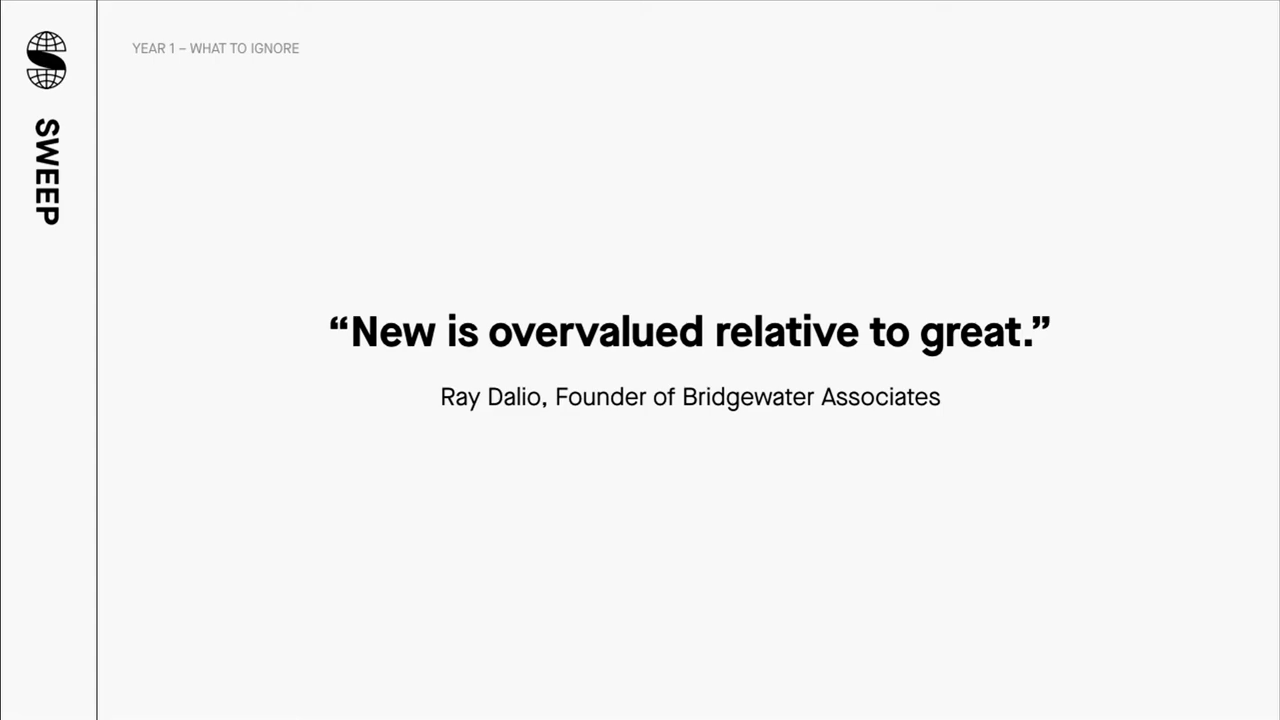 YEAR 1 – WHAT TO IGNORE
SWEEP
“New is overvalued relative to great.”
Ray Dalio, Founder of Bridgewater Associates